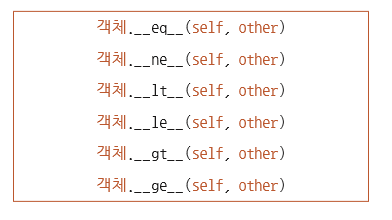 객체.__eq__(self, other)
객체.__ne__(self, other)
객체.__lt__(self, other)
객체.__le__(self, other)
객체.__gt__(self, other)
객체.__ge__(self, other)